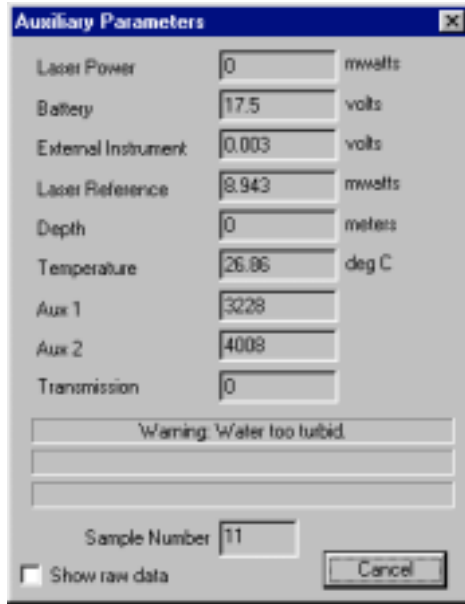 Auxiliary Parameters
Laser Power 0 mwatts
Battery 17.5 volts
External Instrument 0.003 volts
Laser Reference 8.943 mwatts
Depth 0 meters
Temperature 26.86 deg C
Aux 1 3228
Aux 2 4008
Transmission 0
Warning: Water too turbid.
Sample Number 11
Show raw data Cancel